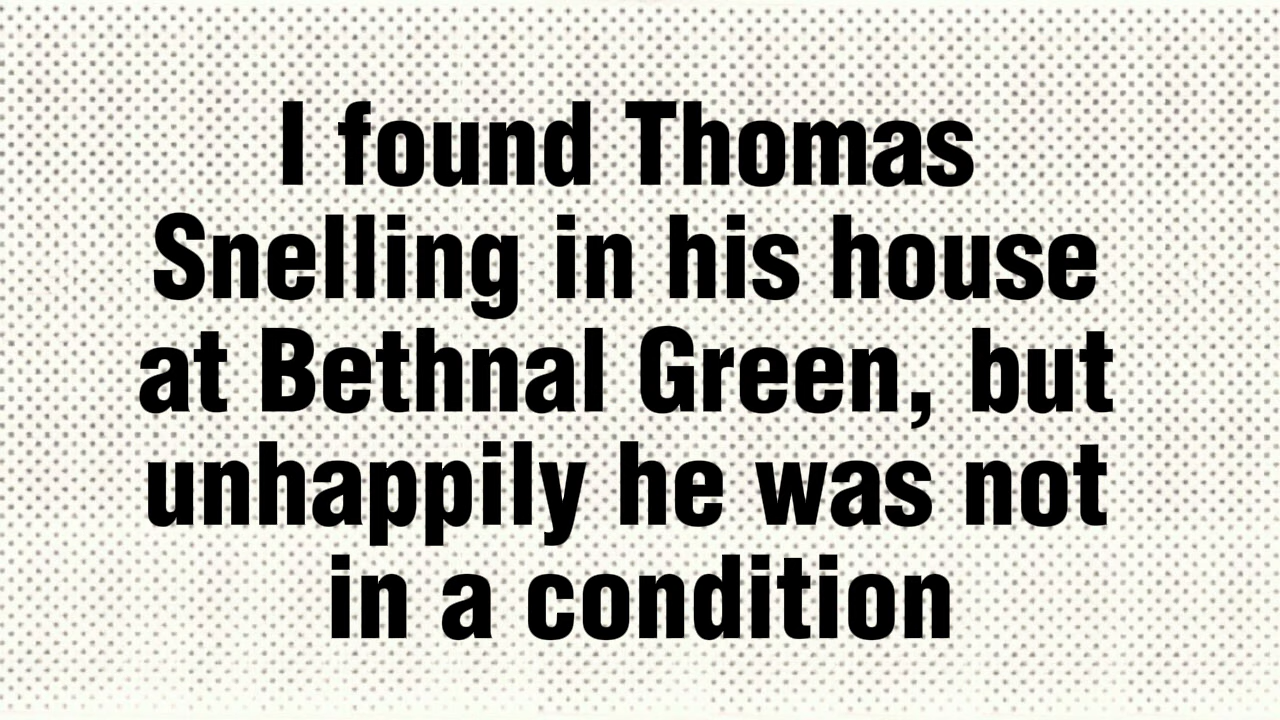 I found Thomas
Snelling in his house
at Bethnal Green, but
unhappily he was not
in a condition